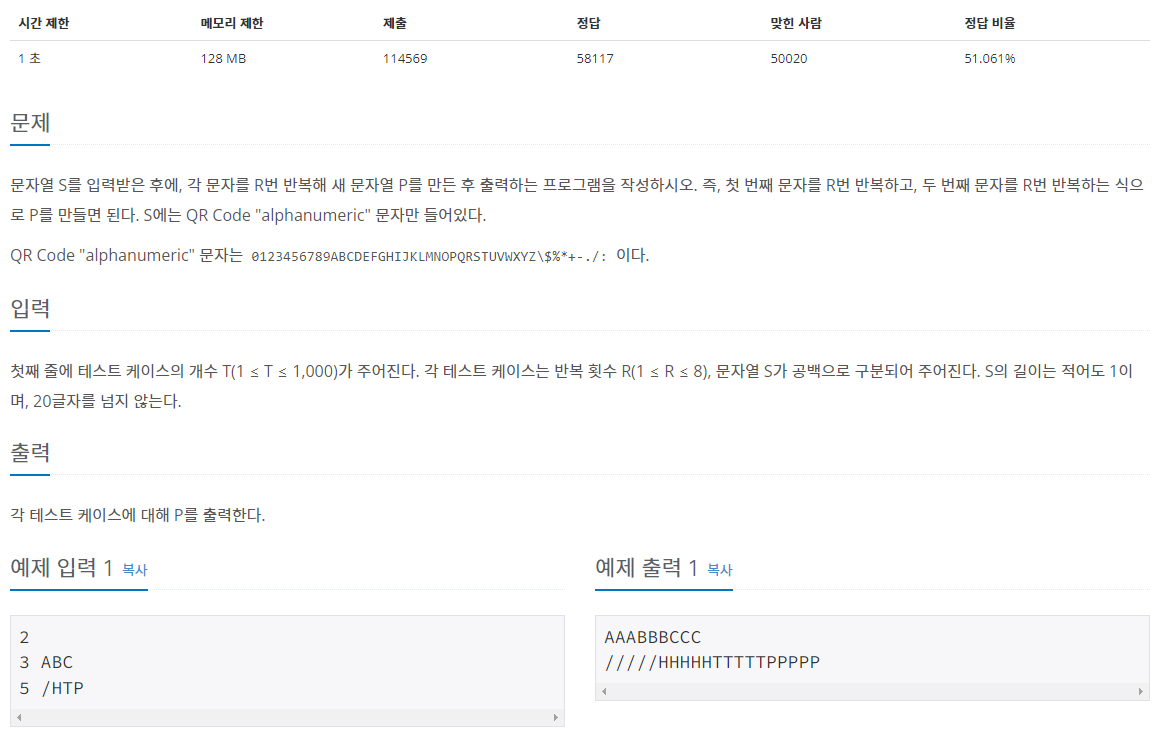 시간 제한 메모리 제한 제출 정답 맞힌 사람 정답 비율
1 초 128 MB 114569 58117 50020 51.061%
문제
문자열 S를 입력받은 후에, 각 문자를 R번 반복해 새 문자열 P를 만든 후 출력하는 프로그램을 작성하시오. 즉, 첫 번째 문자를 R번 반복하고, 두 번째 문자를 R번 반복하는 식으
로 P를 만들면 된다. S에는 QR Code "alphanumeric" 문자만 들어있다.
QR Code "alphanumeric" 문자는 0123456789ABCDEFGHIJKLMNOPQRSTUVWXYZ\$%*+-./: 이다.
입력
첫째 줄에 테스트 케이스의 개수 T(1 ≤ T ≤ 1,000)가 주어진다. 각 테스트 케이스는 반복 횟수 R(1 ≤ R ≤ 8), 문자열 S가 공백으로 구분되어 주어진다. S의 길이는 적어도 1이
며, 20글자를 넘지 않는다.
출력
각 테스트 케이스에 대해 P를 출력한다.
예제 입력 1 복사
2
3 ABC
5 /HTP
예제 출력 1 복사
AAABBBCCC
/////HHHHHTTTTTPPPPP